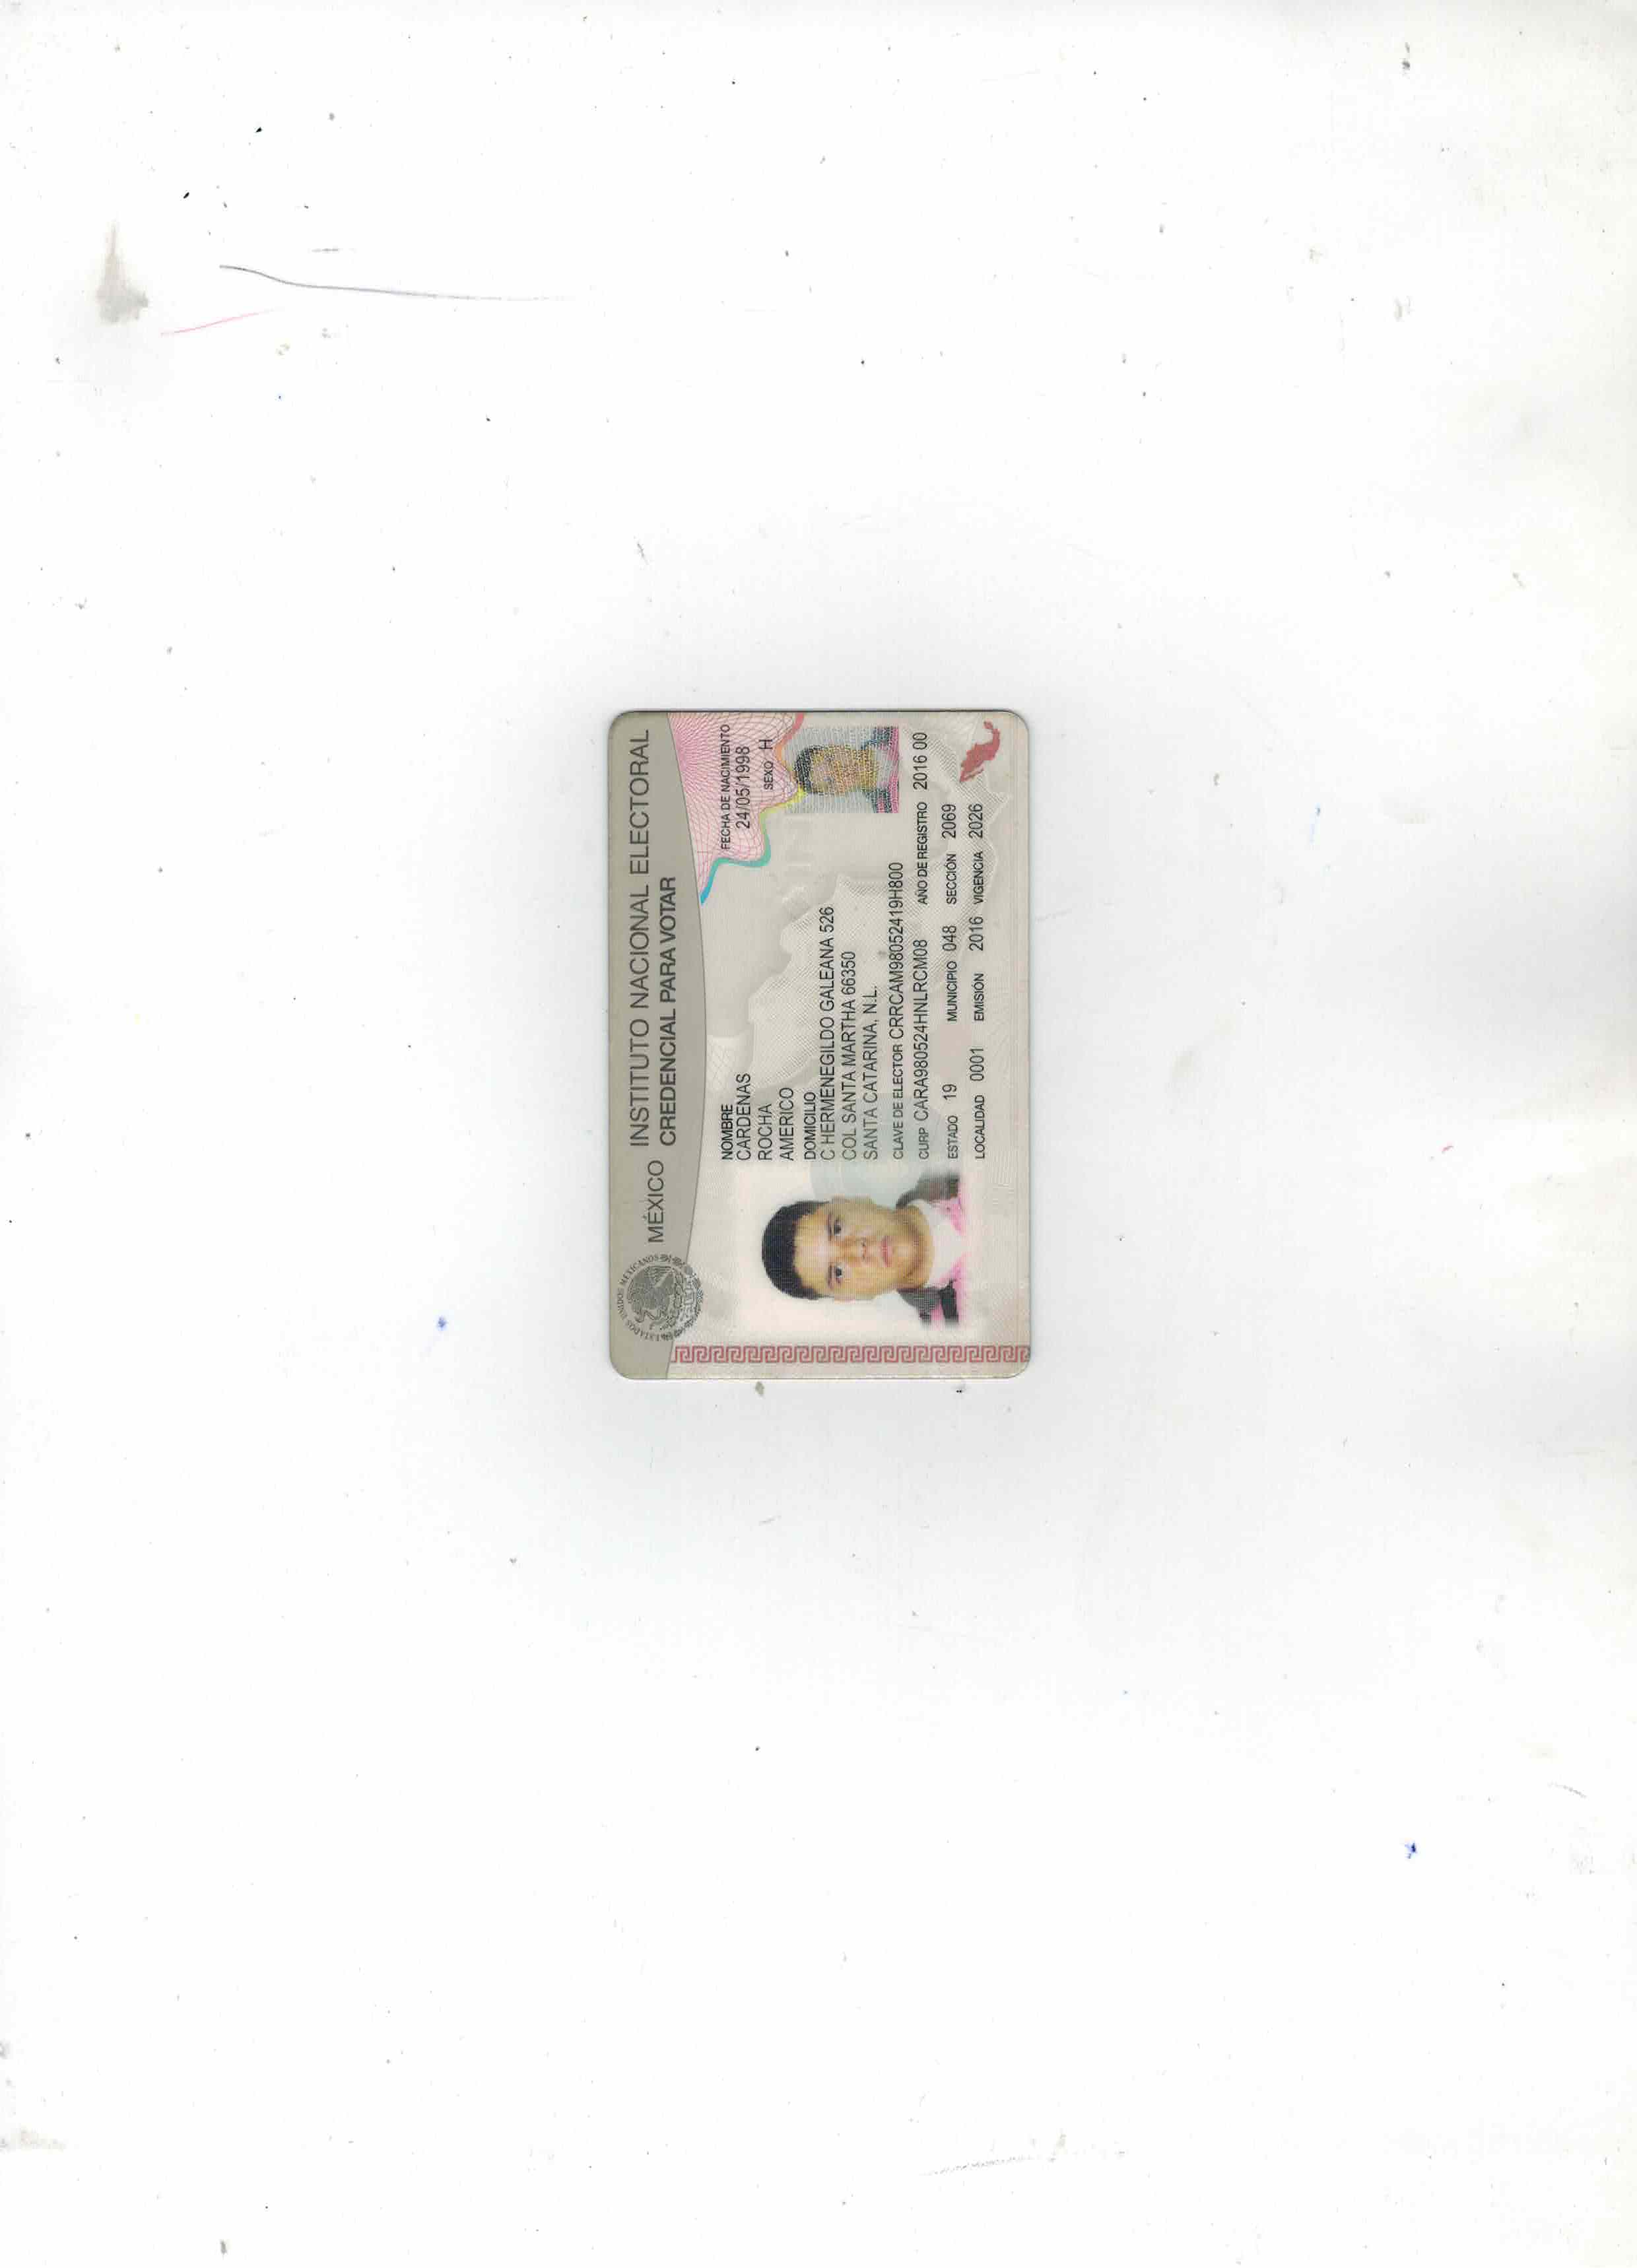 ESTADOS UNIDOS MEXICANOS
MÉXICO
INSTITUTO NACIONAL ELECTORAL
CREDENCIAL PARA VOTAR
NOMBRE
CARDENAS
ROCHA
AMERICO
FECHA DE NACIMIENTO
24/05/1998
SEXO H
DOMICILIO
C HERMENEGILDO GALEANA 526
COL SANTA MARTHA 66350
SANTA CATARINA, N.L.
CLAVE DE ELECTOR CRRCAM98052419H800
CURP CARA980524HNLRCM08 AÑO DE REGISTRO 2016 00
ESTADO 19 MUNICIPIO 048 SECCIÓN 2069
LOCALIDAD 0001 EMISIÓN 2016 VIGENCIA 2026